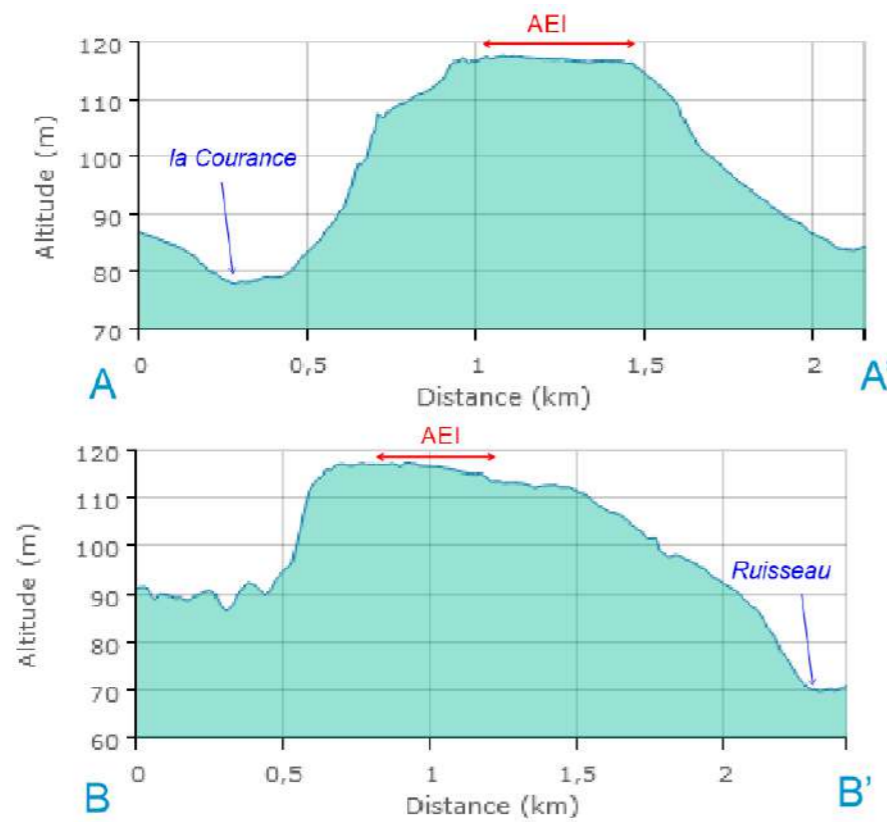 AEI
120
110
100
90
80
70
Altitude (m)
la Courance
0 0,5 1 1,5 2
A A'
Distance (km)
AEI
120
110
100
90
80
70
60
Altitude (m)
Ruisseau
0 0,5 1 1,5 2
B B'
Distance (km)